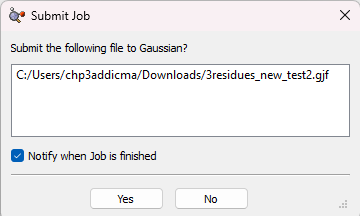 Submit Job
Submit the following file to Gaussian?
C:/Users/chp3addicma/Downloads/3residues_new_test2.gjf
Notify when Job is finished
Yes No